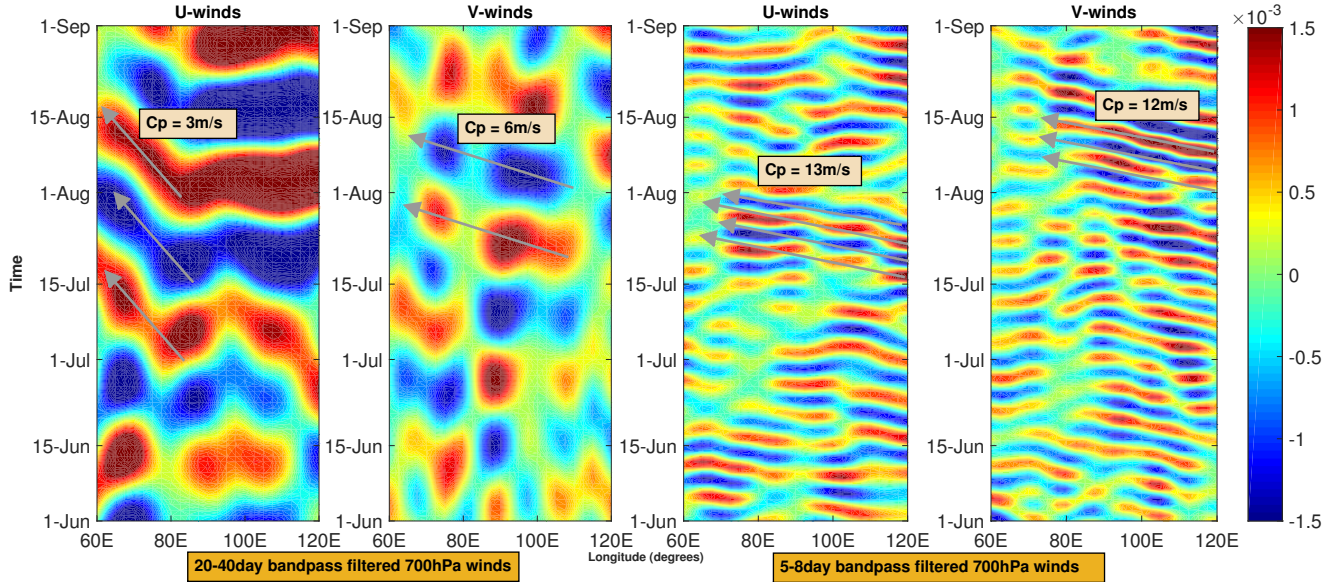 U-winds
V-winds
U-winds
V-winds
×10⁻³
1-Sep
15-Aug
1-Aug
15-Jul
1-Jul
15-Jun
1-Jun
Time
60E 80E 100E 120E
Cp = 3m/s
1-Sep
15-Aug
1-Aug
15-Jul
1-Jul
15-Jun
1-Jun
60E 80E 100E 120E
Cp = 6m/s
1-Sep
15-Aug
1-Aug
15-Jul
1-Jul
15-Jun
1-Jun
60E 80E 100E 120E
Cp = 13m/s
1-Sep
15-Aug
1-Aug
15-Jul
1-Jul
15-Jun
1-Jun
60E 80E 100E 120E
Cp = 12m/s
1.5
1
0.5
0
-0.5
-1
-1.5
Longitude (degrees)
20-40day bandpass filtered 700hPa winds
5-8day bandpass filtered 700hPa winds